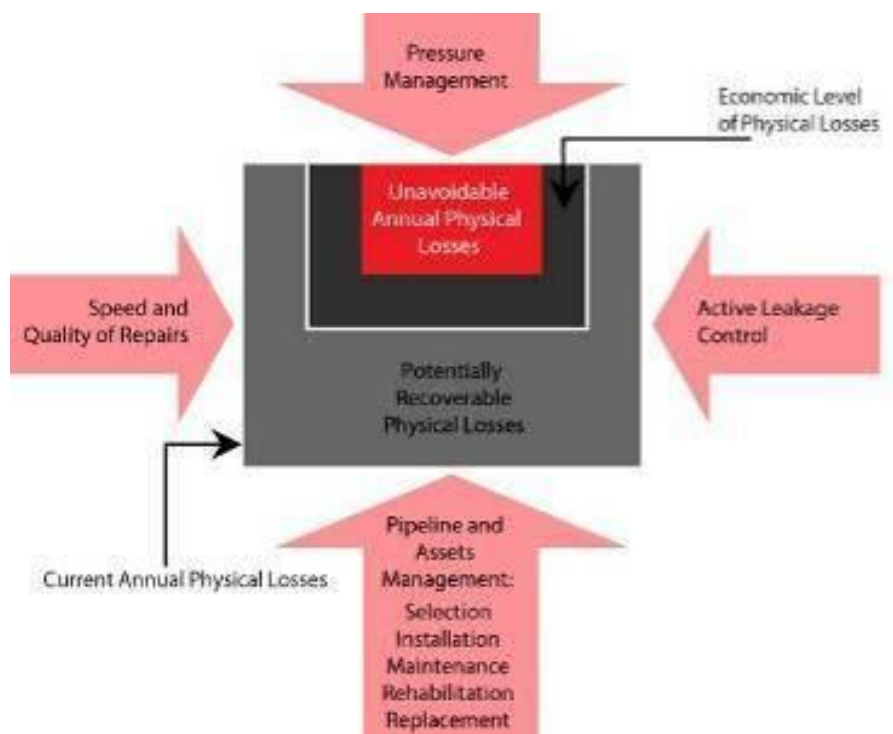 Pressure
Management
Economic Level
of Physical Losses
Unavoidable
Annual Physical
Losses
Speed and
Quality of Repairs
Active Leakage
Control
Potentially
Recoverable
Physical Losses
Current Annual Physical Losses
Pipeline and
Assets
Management:
Selection
Installation
Maintenance
Rehabilitation
Replacement